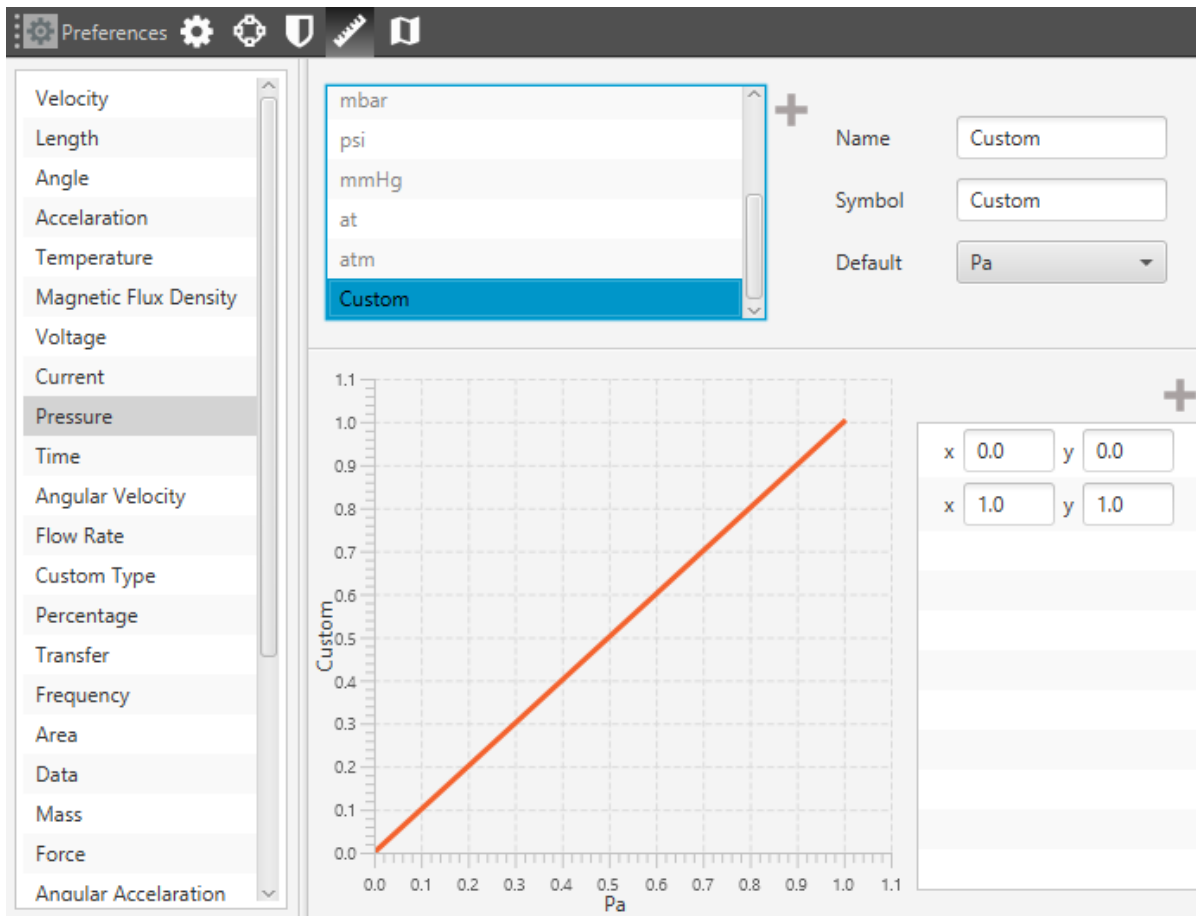 Preferences
Velocity
Length
Angle
Accelaration
Temperature
Magnetic Flux Density
Voltage
Current
Pressure
Time
Angular Velocity
Flow Rate
Custom Type
Percentage
Transfer
Frequency
Area
Data
Mass
Force
Angular Accelaration
mbar
psi
mmHg
at
atm
Custom
Name Custom
Symbol Custom
Default Pa
1.1
1.0
0.9
0.8
0.7
0.6
0.5
0.4
0.3
0.2
0.1
0.0
Custom
0.0 0.1 0.2 0.3 0.4 0.5 0.6 0.7 0.8 0.9 1.0 1.1
Pa
x 0.0 y 0.0
x 1.0 y 1.0